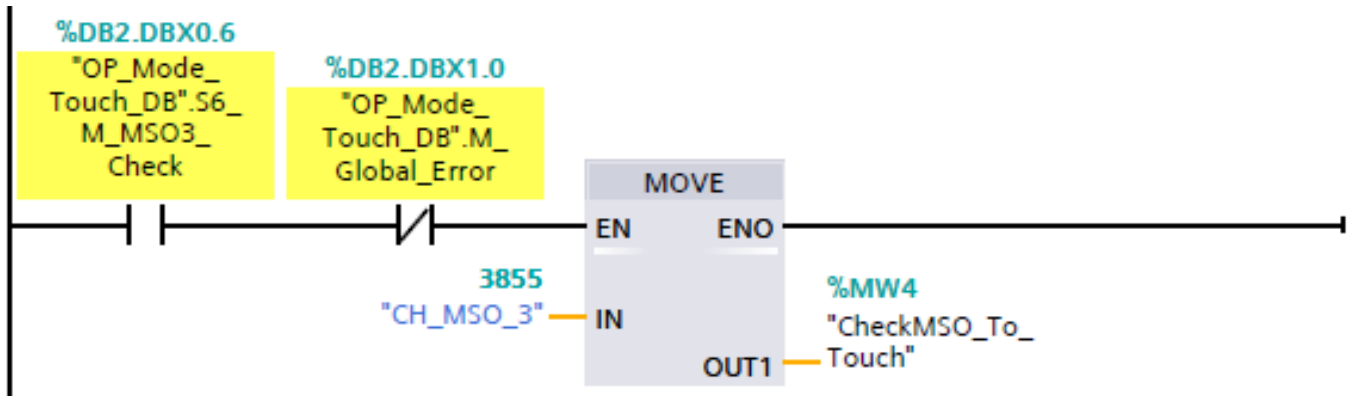 %DB2.DBX0.6
"OP_Mode_
Touch_DB".S6_
M_MSO3_
Check
%DB2.DBX1.0
"OP_Mode_
Touch_DB".M_
Global_Error
MOVE
EN
ENO
3855
"CH_MSO_3"
IN
%MW4
"CheckMSO_To_
Touch"
OUT1